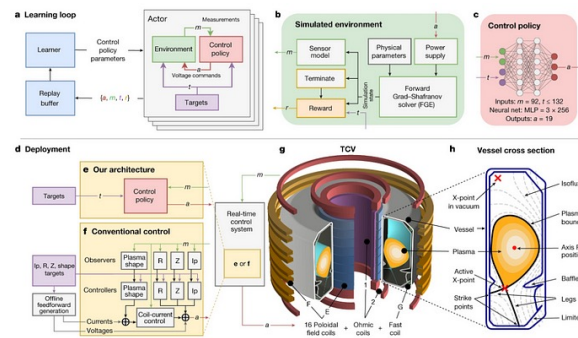 a Learning loop
Learner
Replay
buffer
Control
policy
parameters
{a, m, t, r}
Actor
Measurements
m
Environment
Control
policy
a
Voltage commands
t
t
Targets
b Simulated environment
a
m
Sensor
model
Physical
parameters
Power
supply
Terminate
Simulation
state
Forward
Grad–Shafranov
solver (FGE)
r
Reward
t
c Control policy
m
t
a
Inputs: m = 92, t ≤ 132
Neural net: MLP = 3 × 256
Outputs: a = 19
d Deployment
e Our architecture
Targets
t
Control
policy
m
a
f Conventional control
m
Observers
Plasma
shape
R
Z
Ip
Ip, R, Z, shape
targets
Controllers
Plasma
shape
R
Z
Ip
Offline
feedforward
generation
Coil-current
control
a
Currents
Voltages
Real-time
control
system
e or f
m
a
g
TCV
F
E
1
2
G
16 Poloidal
field coils
+
Ohmic
coils
+
Fast
coil
h Vessel cross section
X-point
in vacuum
Vessel
Plasma
Active
X-point
Strike
points
Isoflu
Plasm
bound
Axis R
positi
Baffle
Legs
Limite